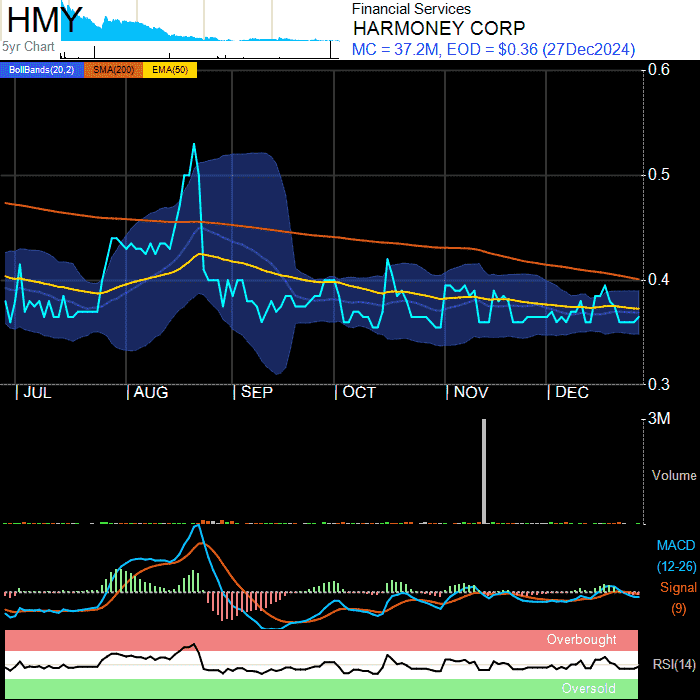 HMY
5yr Chart
Financial Services
HARMONEY CORP
MC = 37.2M, EOD = $0.36 (27Dec2024)
BollBands(20,2) SMA(200) EMA(50)
0.6
0.5
0.4
0.3
JUL AUG SEP OCT NOV DEC
3M
Volume
MACD
(12-26)
Signal
(9)
Overbought
RSI(14)
Oversold